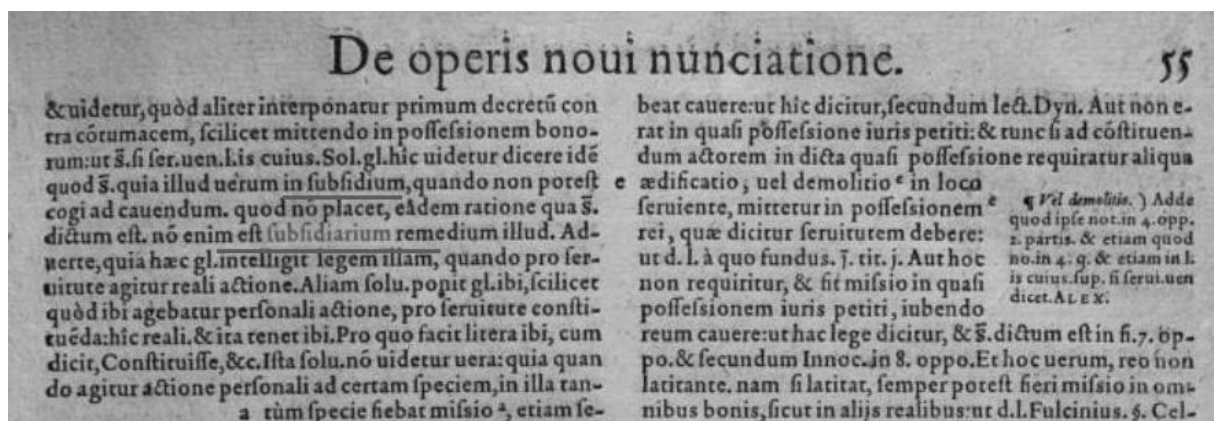 De operis noui nunciatione.
55
& uidetur, quòd aliter interponatur primum decretũ con
tra cõtumacem, ſcilicet mittendo in poſſeſsionem bono-
rum: ut s̄. ſi ſer. uen. l. is cuius. Sol. gl. hic uidetur dicere idẽ
quod s̄. quia illud uerum in ſubſidium, quando non poteſt
cogi ad cauendum. quod nõ placet, eãdem ratione qua s̄.
dictum eſt. nõ enim eſt ſubſidiarium remedium illud. Ad-
uerte, quia hæc gl. intelligit legem illam, quando pro ſer-
uitute agitur reali actione. Aliam ſolu. ponit gl. ibi, ſcilicet
quòd ibi agebatur perſonali actione, pro ſeruitute conſti-
tuẽda: hic reali. & ita tenet ibi. Pro quo facit litera ibi, cum
dicit, Conſtituiſſe, &c. Iſta ſolu. nõ uidetur uera: quia quan
do agitur actione perſonali ad certam ſpeciem, in illa tan-
a tùm ſpecie fiebat miſsio ª, etiam ſe-
beat cauere: ut hîc dicitur, ſecundum lect. Dyn. Aut non e-
rat in quaſi poſſeſsione iuris petiti: & tunc ſi ad cõſtituen-
dum actorem in dicta quaſi poſſeſsione requiratur aliqua
e ædificatio, uel demolitio ᵉ in loco
ſeruiente, mittetur in poſſeſsionem
rei, quæ dicitur ſeruitutem debere:
ut d. l. à quo fundus. j̄. tit. j. Aut hoc
non requiritur, & fit miſsio in quaſi
poſſeſsionem iuris petiti, iubendo
reum cauere: ut hac lege dicitur, & s̄. dictum eſt in fi. 7. op-
po. & ſecundum Innoc. in 8. oppo. Et hoc uerum, reo non
latitante. nam ſi latitat, ſemper poteſt fieri miſsio in om-
nibus bonis, ſicut in alijs realibus: ut d. l. Fulcinius. §. Cel-
e ¶ Vel demolitio. ) Adde
quod ipſe not. in 4. opp.
2. partis. & etiam quod
no. in 4. q. & etiam in l.
is cuius. ſup. ſi ſerui. uen
dicet. ALEX.